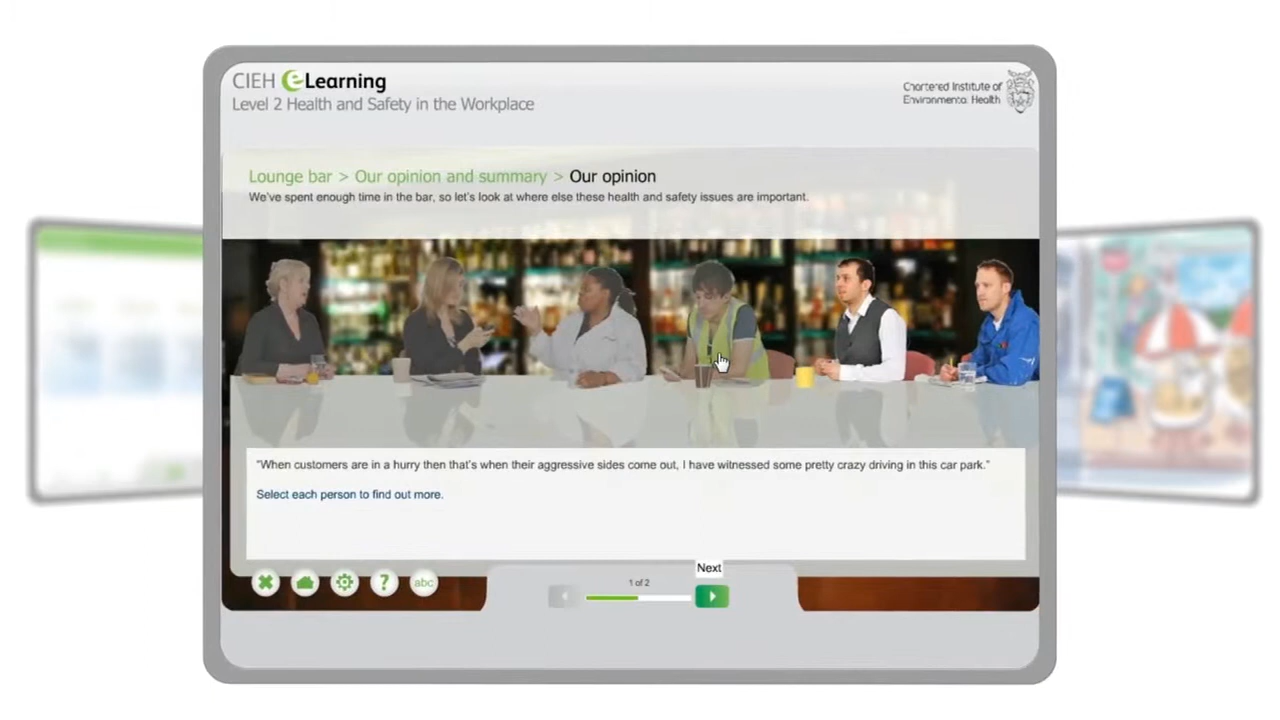 CIEH eLearning
Level 2 Health and Safety in the Workplace
Chartered Institute of
Environmental Health
Lounge bar > Our opinion and summary > Our opinion
We've spent enough time in the bar, so let's look at where else these health and safety issues are important.
"When customers are in a hurry then that's when their aggressive sides come out, I have witnessed some pretty crazy driving in this car park."
Select each person to find out more.
Next
1 of 2
? abc